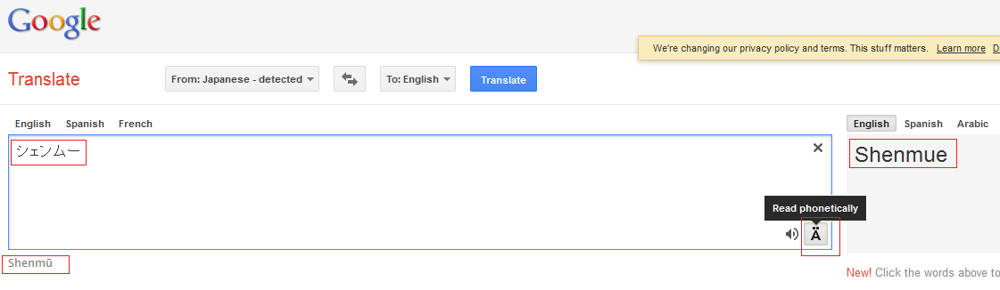 Google
We're changing our privacy policy and terms. This stuff matters. Learn more D
Translate From: Japanese - detected To: English Translate
English Spanish French English Spanish Arabic
シェンムー Shenmue
Read phonetically
Ä
Shenmū
New! Click the words above to